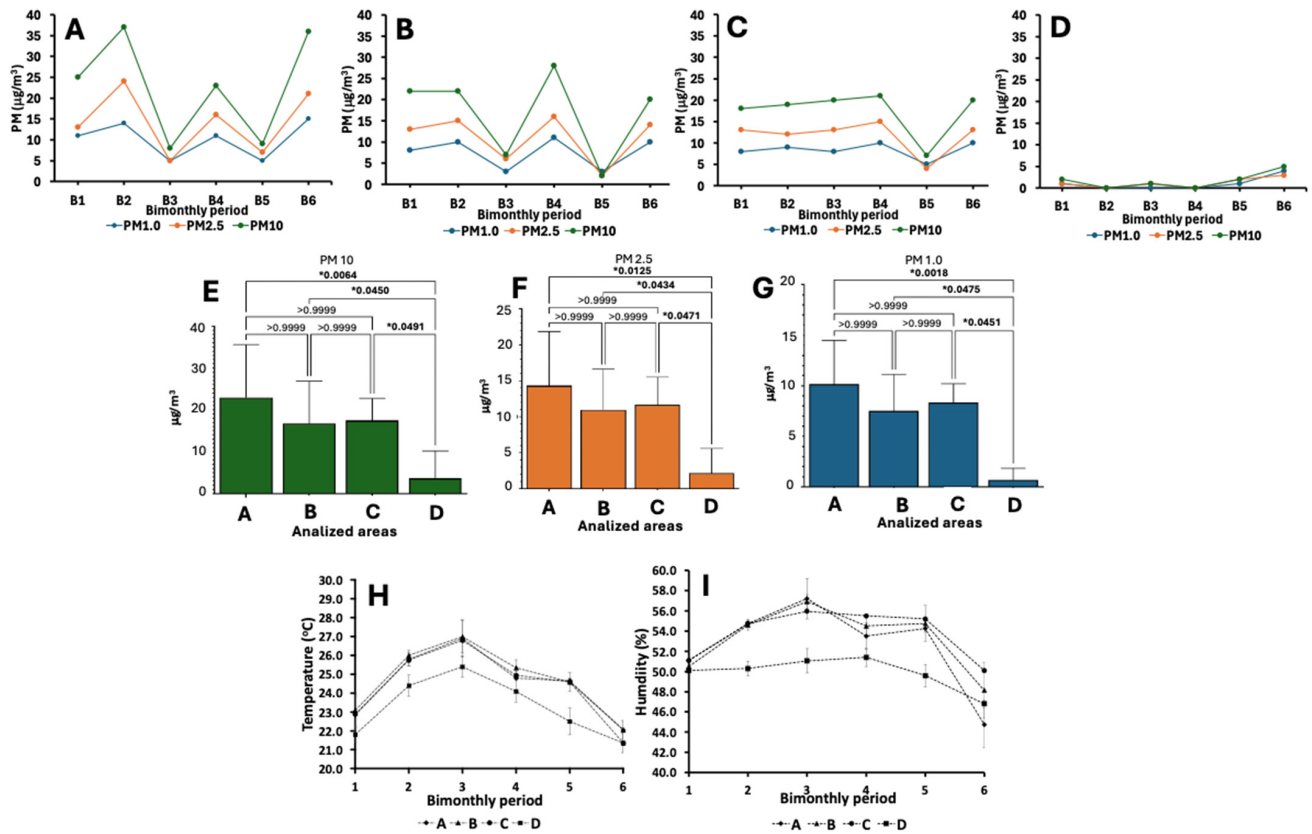 A
PM (μg/m³)
40
35
30
25
20
15
10
5
0
B1 B2 B3 B4 B5 B6
Bimonthly period
PM1.0 PM2.5 PM10
B
PM (μg/m³)
40
35
30
25
20
15
10
5
0
B1 B2 B3 B4 B5 B6
Bimonthly period
PM1.0 PM2.5 PM10
C
PM (μg/m³)
40
35
30
25
20
15
10
5
0
B1 B2 B3 B4 B5 B6
Bimonthly period
PM1.0 PM2.5 PM10
D
PM (μg/m³)
40
35
30
25
20
15
10
5
0
B1 B2 B3 B4 B5 B6
Bimonthly period
PM1.0 PM2.5 PM10
E
PM 10
*0.0064
*0.0450
>0.9999
>0.9999 >0.9999 *0.0491
μg/m³
40
30
20
10
0
A B C D
Analized areas
F
PM 2.5
*0.0125
*0.0434
>0.9999
>0.9999 >0.9999 *0.0471
μg/m³
25
20
15
10
5
0
A B C D
Analized areas
G
PM 1.0
*0.0018
*0.0475
>0.9999
>0.9999 >0.9999 *0.0451
μg/m³
20
15
10
5
0
A B C D
Analized areas
H
Temperature (°C)
30.0
29.0
28.0
27.0
26.0
25.0
24.0
23.0
22.0
21.0
20.0
1 2 3 4 5 6
Bimonthly period
A B C D
I
Humdiity (%)
60.0
58.0
56.0
54.0
52.0
50.0
48.0
46.0
44.0
42.0
40.0
1 2 3 4 5 6
Bimonthly period
A B C D